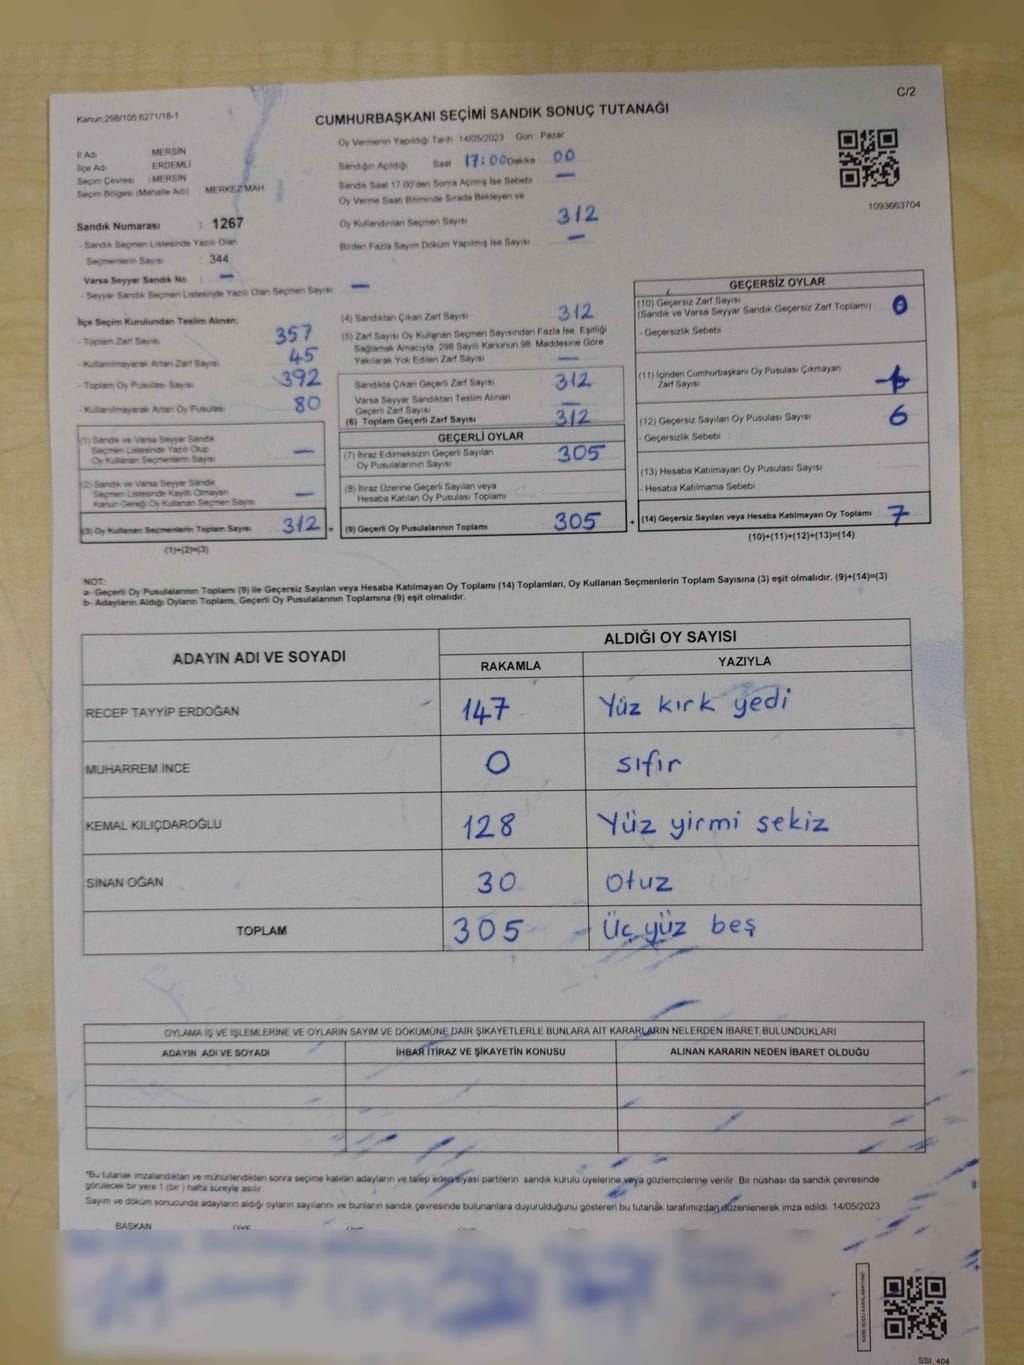 C/2
Kanun;298/105;6271/18-1
CUMHURBAŞKANI SEÇİMİ SANDIK SONUÇ TUTANAĞI
İl Adı : MERSİN
İlçe Adı : ERDEMLİ
Seçim Çevresi : MERSİN
Seçim Bölgesi (Mahalle Adı) : MERKEZ MAH
Sandık Numarası : 1267
- Sandık Seçmen Listesinde Yazılı Olan
Seçmenlerin Sayısı : 344
Varsa Seyyar Sandık No : —
- Seyyar Sandık Seçmen Listesinde Yazılı Olan Seçmen Sayısı : —
Oy Vermenin Yapıldığı Tarih : 14/05/2023 Gün : Pazar
Sandığın Açıldığı Saat 17:00 Dakika 00
Sandık Saat 17:00'den Sonra Açılmış İse Sebebi : —
Oy Verme Saati Bitiminde Sırada Bekleyen ve
Oy Kullandırılan Seçmen Sayısı : 312
Birden Fazla Sayım Döküm Yapılmış İse Sayısı : —
1093663704
İlçe Seçim Kurulundan Teslim Alınan;
- Toplam Zarf Sayısı : 357
- Kullanılmayarak Artan Zarf Sayısı : 45
- Toplam Oy Pusulası Sayısı : 392
- Kullanılmayarak Artan Oy Pusulası : 80
(1) Sandık ve Varsa Seyyar Sandık
Seçmen Listesinde Yazılı Olup
Oy Kullanan Seçmenlerin Sayısı : —
(2) Sandık ve Varsa Seyyar Sandık
Seçmen Listesinde Kayıtlı Olmayan
Kanun Gereği Oy Kullanan Seçmen Sayısı : —
(3) Oy Kullanan Seçmenlerin Toplam Sayısı : 312 =
(1)+(2)=(3)
(4) Sandıktan Çıkan Zarf Sayısı : 312
(5) Zarf Sayısı Oy Kullanan Seçmen Sayısından Fazla İse, Eşitliği
Sağlamak Amacıyla, 298 Sayılı Kanunun 98. Maddesine Göre
Yakılarak Yok Edilen Zarf Sayısı : —
Sandıkta Çıkan Geçerli Zarf Sayısı : 312
Varsa Seyyar Sandıktan Teslim Alınan
Geçerli Zarf Sayısı : —
(6) Toplam Geçerli Zarf Sayısı : 312
GEÇERLİ OYLAR
(7) İtiraz Edilmeksizin Geçerli Sayılan
Oy Pusulalarının Sayısı : 305
(8) İtiraz Üzerine Geçerli Sayılan veya
Hesaba Katılan Oy Pusulası Toplamı :
(9) Geçerli Oy Pusulalarının Toplamı : 305 +
GEÇERSİZ OYLAR
(10) Geçersiz Zarf Sayısı
(Sandık ve Varsa Seyyar Sandık Geçersiz Zarf Toplamı) : 0
- Geçersizlik Sebebi :
(11) İçinden Cumhurbaşkanı Oy Pusulası Çıkmayan
Zarf Sayısı :
(12) Geçersiz Sayılan Oy Pusulası Sayısı : 6
- Geçersizlik Sebebi :
(13) Hesaba Katılmayan Oy Pusulası Sayısı :
- Hesaba Katılmama Sebebi :
(14) Geçersiz Sayılan veya Hesaba Katılmayan Oy Toplamı : 7
(10)+(11)+(12)+(13)=(14)
NOT:
a- Geçerli Oy Pusulalarının Toplamı (9) ile Geçersiz Sayılan veya Hesaba Katılmayan Oy Toplamı (14) Toplamları, Oy Kullanan Seçmenlerin Toplam Sayısına (3) eşit olmalıdır. (9)+(14)=(3)
b- Adayların Aldığı Oyların Toplamı, Geçerli Oy Pusulalarının Toplamına (9) eşit olmalıdır.
ADAYIN ADI VE SOYADI ALDIĞI OY SAYISI
RAKAMLA YAZIYLA
RECEP TAYYİP ERDOĞAN 147 Yüz kırk yedi
MUHARREM İNCE 0 sıfır
KEMAL KILIÇDAROĞLU 128 Yüz yirmi sekiz
SİNAN OĞAN 30 Otuz
TOPLAM 305 Üç yüz beş
OYLAMA İŞ VE İŞLEMLERİNE VE OYLARIN SAYIM VE DÖKÜMÜNE DAİR ŞİKAYETLERLE BUNLARA AİT KARARLARIN NELERDEN İBARET BULUNDUKLARI
ADAYIN ADI VE SOYADI İHBAR İTİRAZ VE ŞİKAYETİN KONUSU ALINAN KARARIN NEDEN İBARET OLDUĞU
*Bu tutanak imzalandıktan ve mühürlendikten sonra seçime katılan adayların ve talep eden siyasi partilerin sandık kurulu üyelerine veya gözlemcilerine verilir. Bir nüshası da sandık çevresinde
görülecek bir yere 1 (bir) hafta süreyle asılır.
Sayım ve döküm sonucunda adayların aldığı oyların sayılarını ve bunların sandık çevresinde bulunanlara duyurulduğunu gösteren bu tutanak tarafımızdan düzenlenerek imza edildi. 14/05/2023
BAŞKAN ÜYE
SSI_404